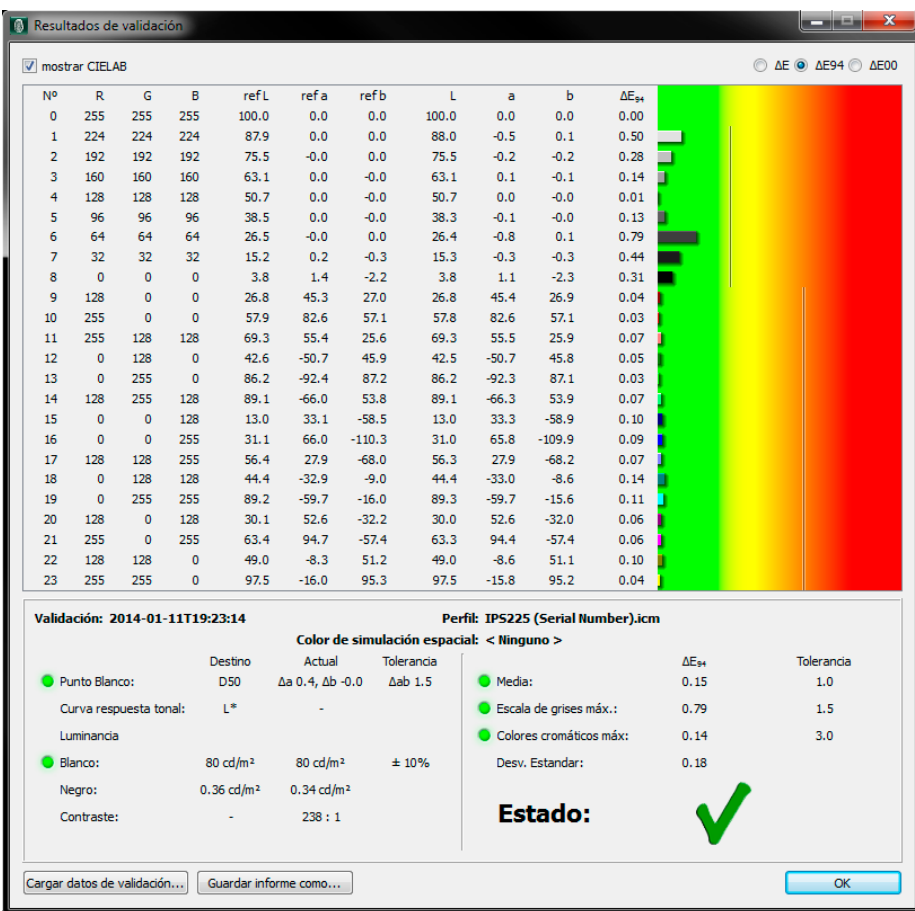 Resultados de validación
mostrar CIELAB ΔE ΔE94 ΔE00
Nº R G B ref L ref a ref b L a b ΔE94
0 255 255 255 100.0 0.0 0.0 100.0 0.0 0.0 0.00
1 224 224 224 87.9 0.0 0.0 88.0 -0.5 0.1 0.50
2 192 192 192 75.5 -0.0 0.0 75.5 -0.2 -0.2 0.28
3 160 160 160 63.1 0.0 -0.0 63.1 0.1 -0.1 0.14
4 128 128 128 50.7 0.0 -0.0 50.7 0.0 -0.0 0.01
5 96 96 96 38.5 0.0 -0.0 38.3 -0.1 -0.0 0.13
6 64 64 64 26.5 -0.0 0.0 26.4 -0.8 0.1 0.79
7 32 32 32 15.2 0.2 -0.3 15.3 -0.3 -0.3 0.44
8 0 0 0 3.8 1.4 -2.2 3.8 1.1 -2.3 0.31
9 128 0 0 26.8 45.3 27.0 26.8 45.4 26.9 0.04
10 255 0 0 57.9 82.6 57.1 57.8 82.6 57.1 0.03
11 255 128 128 69.3 55.4 25.6 69.3 55.5 25.9 0.07
12 0 128 0 42.6 -50.7 45.9 42.5 -50.7 45.8 0.05
13 0 255 0 86.2 -92.4 87.2 86.2 -92.3 87.1 0.03
14 128 255 128 89.1 -66.0 53.8 89.1 -66.3 53.9 0.07
15 0 0 128 13.0 33.1 -58.5 13.0 33.3 -58.9 0.10
16 0 0 255 31.1 66.0 -110.3 31.0 65.8 -109.9 0.09
17 128 128 255 56.4 27.9 -68.0 56.3 27.9 -68.2 0.07
18 0 128 128 44.4 -32.9 -9.0 44.4 -33.0 -8.6 0.14
19 0 255 255 89.2 -59.7 -16.0 89.3 -59.7 -15.6 0.11
20 128 0 128 30.1 52.6 -32.2 30.0 52.6 -32.0 0.06
21 255 0 255 63.4 94.7 -57.4 63.3 94.4 -57.4 0.06
22 128 128 0 49.0 -8.3 51.2 49.0 -8.6 51.1 0.10
23 255 255 0 97.5 -16.0 95.3 97.5 -15.8 95.2 0.04
Validación: 2014-01-11T19:23:14 Perfil: IPS225 (Serial Number).icm
Color de simulación espacial: < Ninguno >
Destino Actual Tolerancia ΔE94 Tolerancia
Punto Blanco: D50 Δa 0.4, Δb -0.0 Δab 1.5 Media: 0.15 1.0
Curva respuesta tonal: L* - Escala de grises máx.: 0.79 1.5
Luminancia Colores cromáticos máx: 0.14 3.0
Blanco: 80 cd/m² 80 cd/m² ± 10% Desv. Estandar: 0.18
Negro: 0.36 cd/m² 0.34 cd/m²
Contraste: - 238 : 1 Estado:
Cargar datos de validación... Guardar informe como... OK